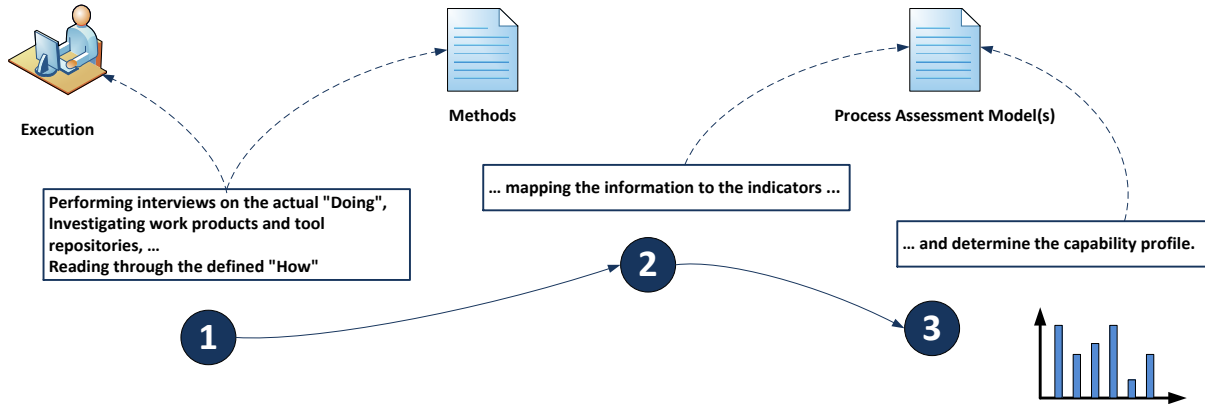 Execution
Methods
Process Assessment Model(s)
Performing interviews on the actual "Doing",
Investigating work products and tool
repositories, …
Reading through the defined "How"
… mapping the information to the indicators ...
… and determine the capability profile.
1
2
3